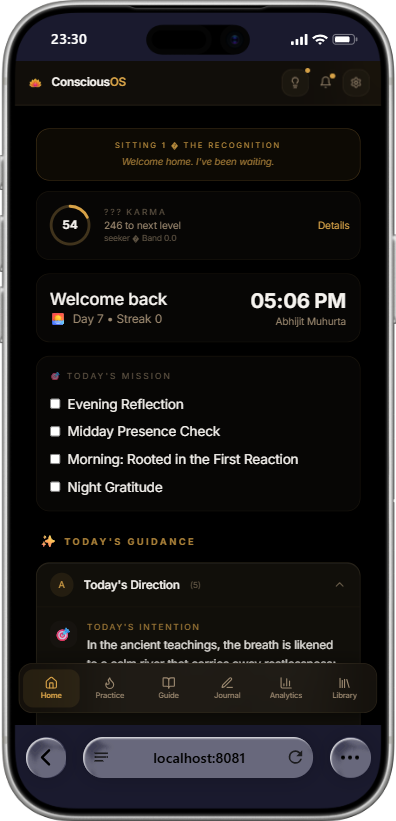 23:30
ConsciousOS
SITTING 1 � THE RECOGNITION
Welcome home. I've been waiting.
54
??? KARMA
246 to next level
Details
seeker � Band 0.0
Welcome back
05:06 PM
Day 7 • Streak 0
Abhijit Muhurta
TODAY'S MISSION
Evening Reflection
Midday Presence Check
Morning: Rooted in the First Reaction
Night Gratitude
TODAY'S GUIDANCE
A
Today's Direction (5)
TODAY'S INTENTION
In the ancient teachings, the breath is likened
Home
Practice
Guide
Journal
Analytics
Library
localhost:8081